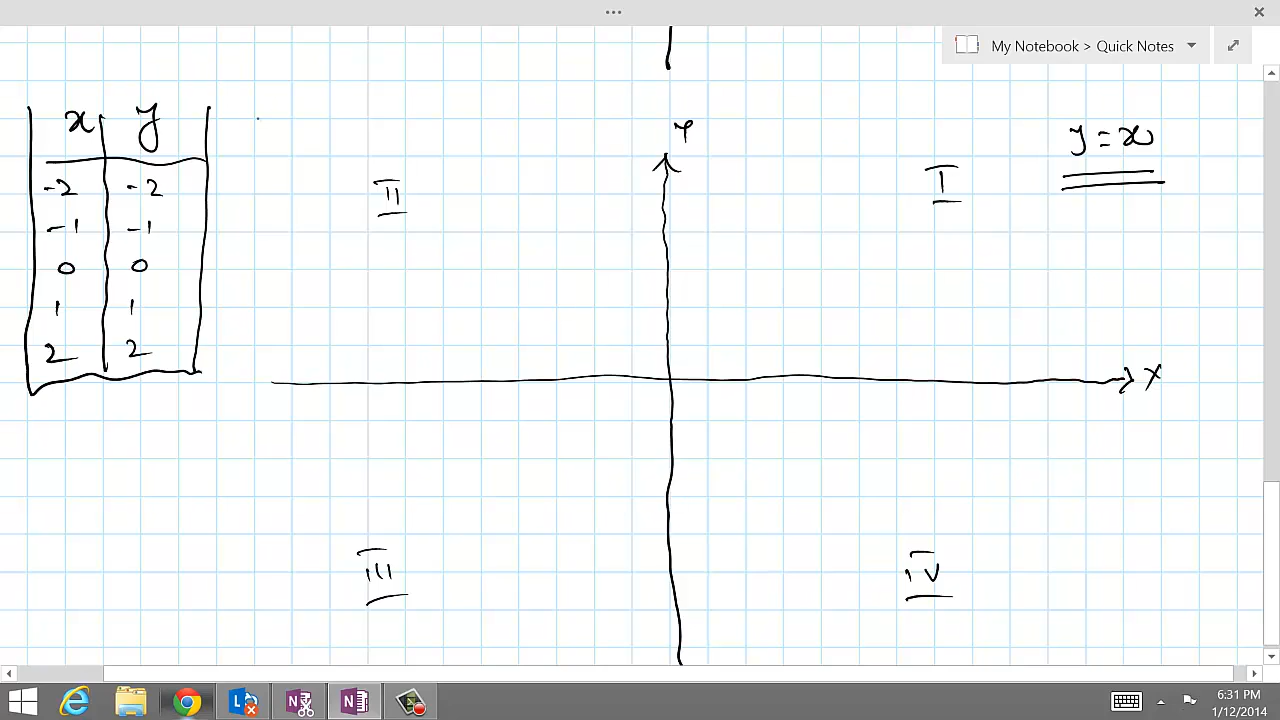 ...
My Notebook > Quick Notes
x y
-2 -2
-1 -1
0 0
1 1
2 2
y = x
Y
X
II
I
III
IV
6:31 PM
1/12/2014